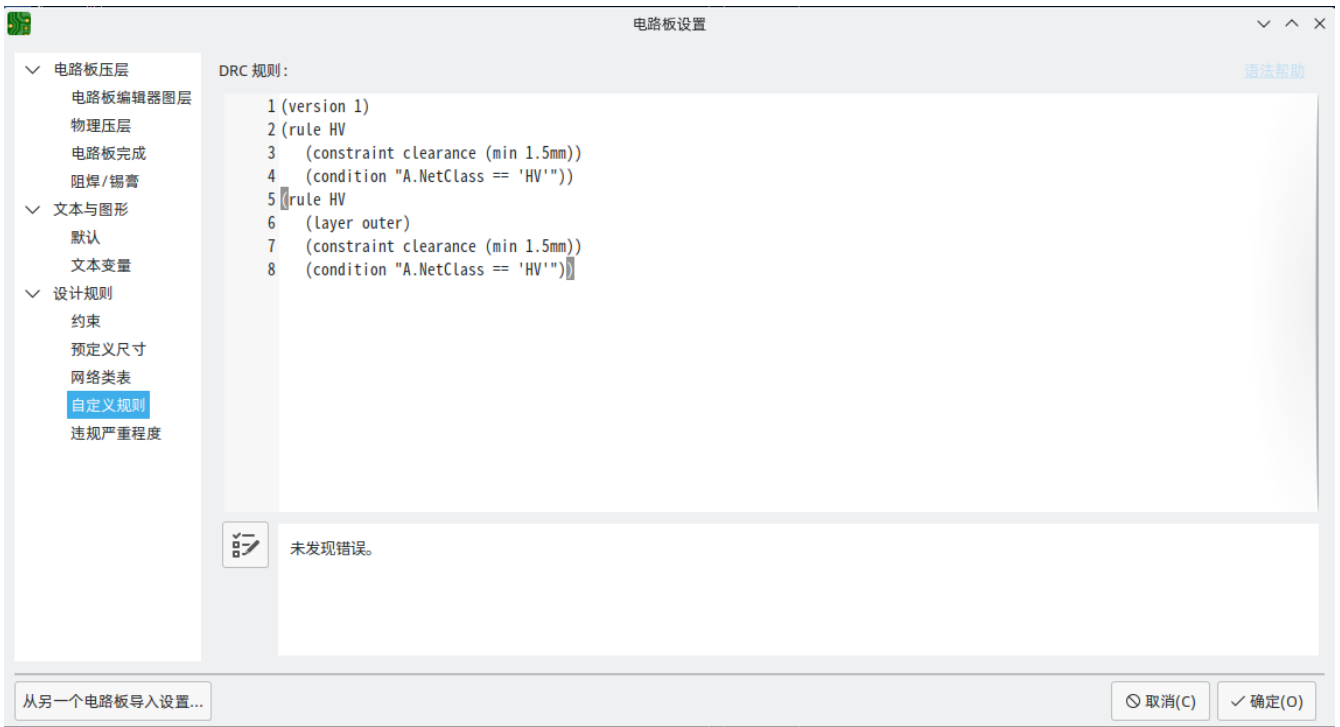 电路板设置
电路板压层
电路板编辑器图层
物理压层
电路板完成
阻焊/锡膏
文本与图形
默认
文本变量
设计规则
约束
预定义尺寸
网络类表
自定义规则
违规严重程度
DRC 规则:
语法帮助
1 (version 1)
2 (rule HV
3    (constraint clearance (min 1.5mm))
4    (condition "A.NetClass == 'HV'"))
5 (rule HV
6    (layer outer)
7    (constraint clearance (min 1.5mm))
8    (condition "A.NetClass == 'HV'"))
未发现错误。
从另一个电路板导入设置...
取消(C)
确定(O)